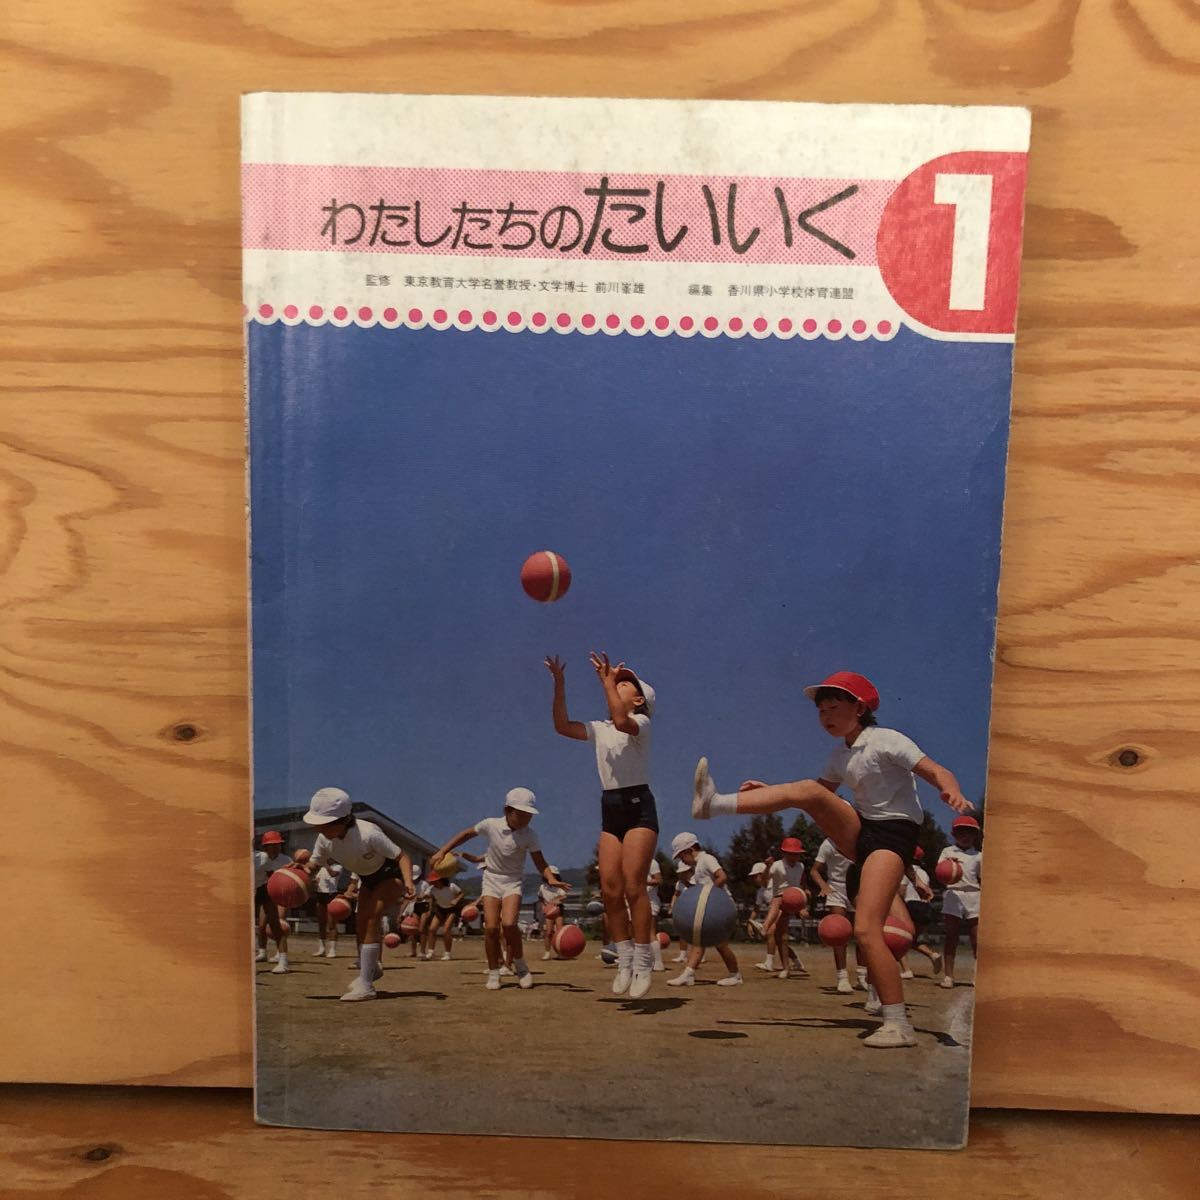 わたしたちのたいいく
1
監修 東京教育大学名誉教授・文学博士 前川峯雄 編集 香川県小学校体育連盟